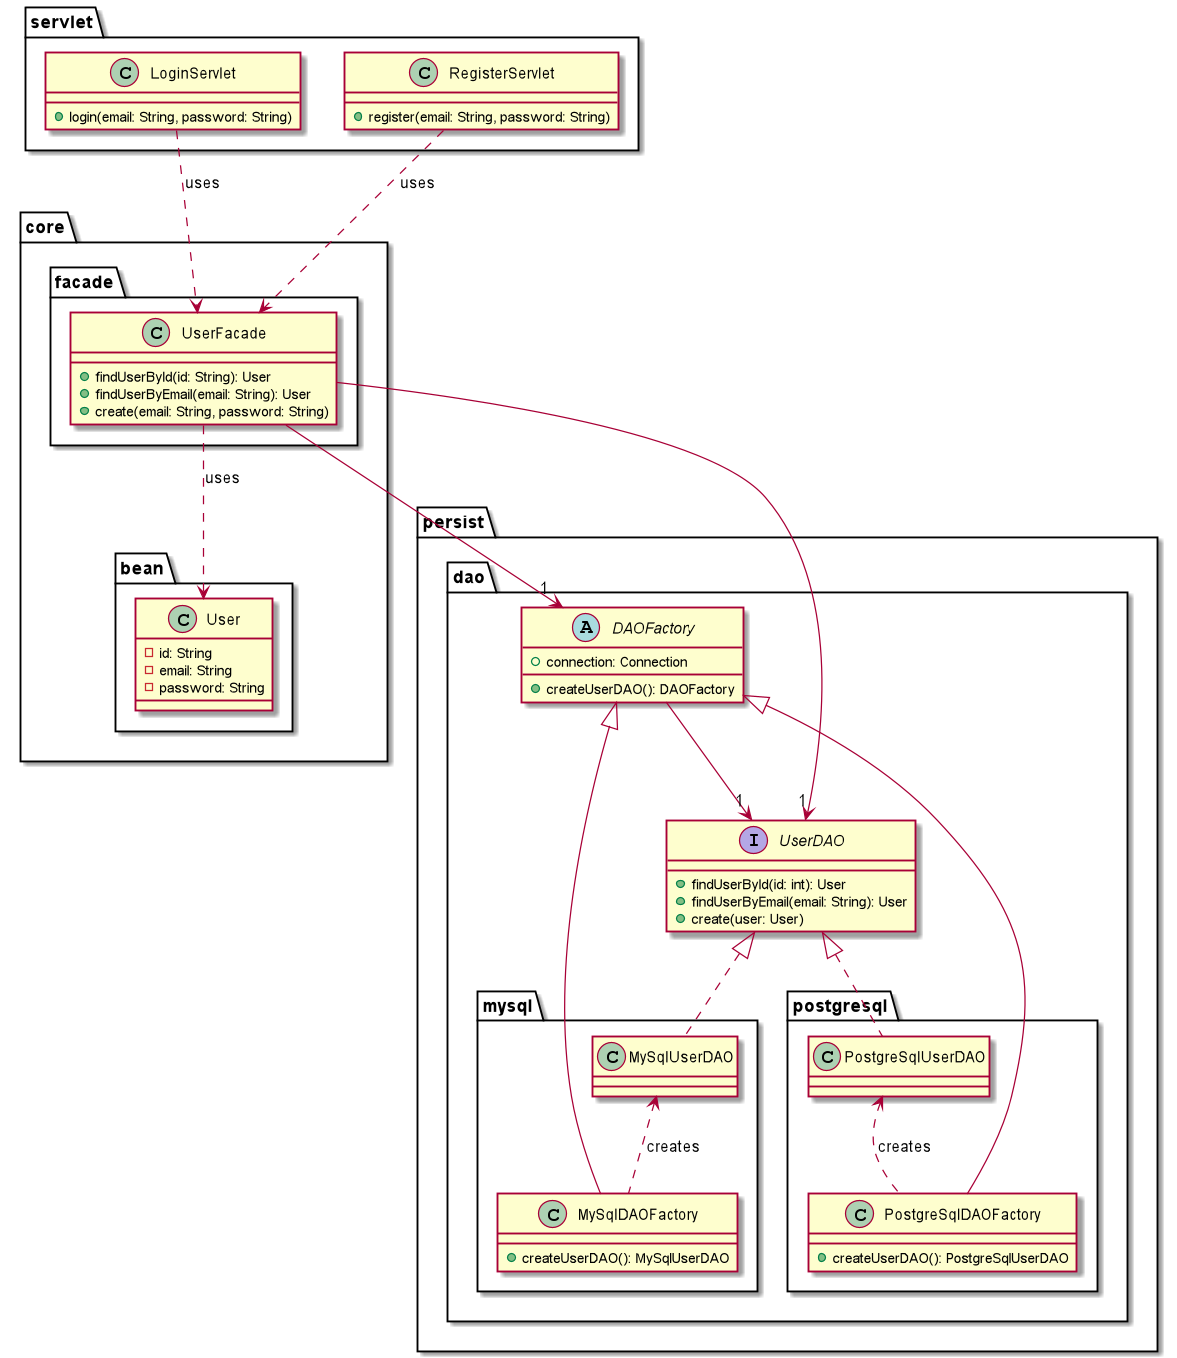 servlet
C LoginServlet
login(email: String, password: String)
C RegisterServlet
register(email: String, password: String)
uses
uses
core
facade
C UserFacade
findUserById(id: String): User
findUserByEmail(email: String): User
create(email: String, password: String)
uses
bean
C User
id: String
email: String
password: String
persist
dao
1
A DAOFactory
connection: Connection
createUserDAO(): DAOFactory
1
1
I UserDAO
findUserById(id: int): User
findUserByEmail(email: String): User
create(user: User)
mysql
C MySqlUserDAO
creates
C MySqlDAOFactory
createUserDAO(): MySqlUserDAO
postgresql
C PostgreSqlUserDAO
creates
C PostgreSqlDAOFactory
createUserDAO(): PostgreSqlUserDAO